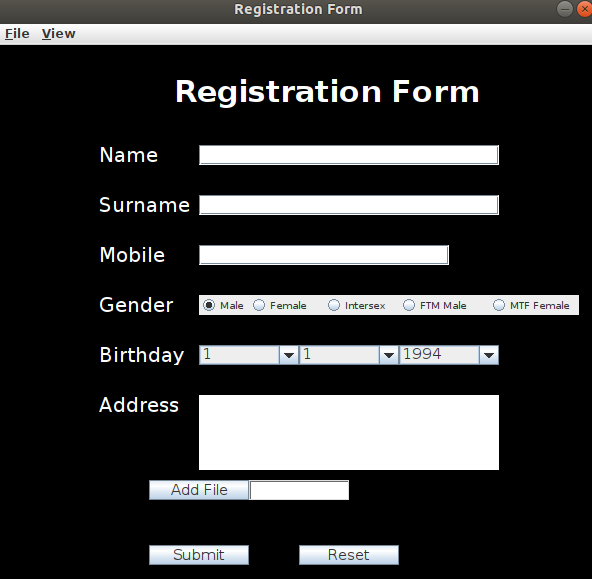 Registration Form
File View
Registration Form
Name
Surname
Mobile
Gender Male Female Intersex FTM Male MTF Female
Birthday 1 1 1994
Address
Add File
Submit Reset